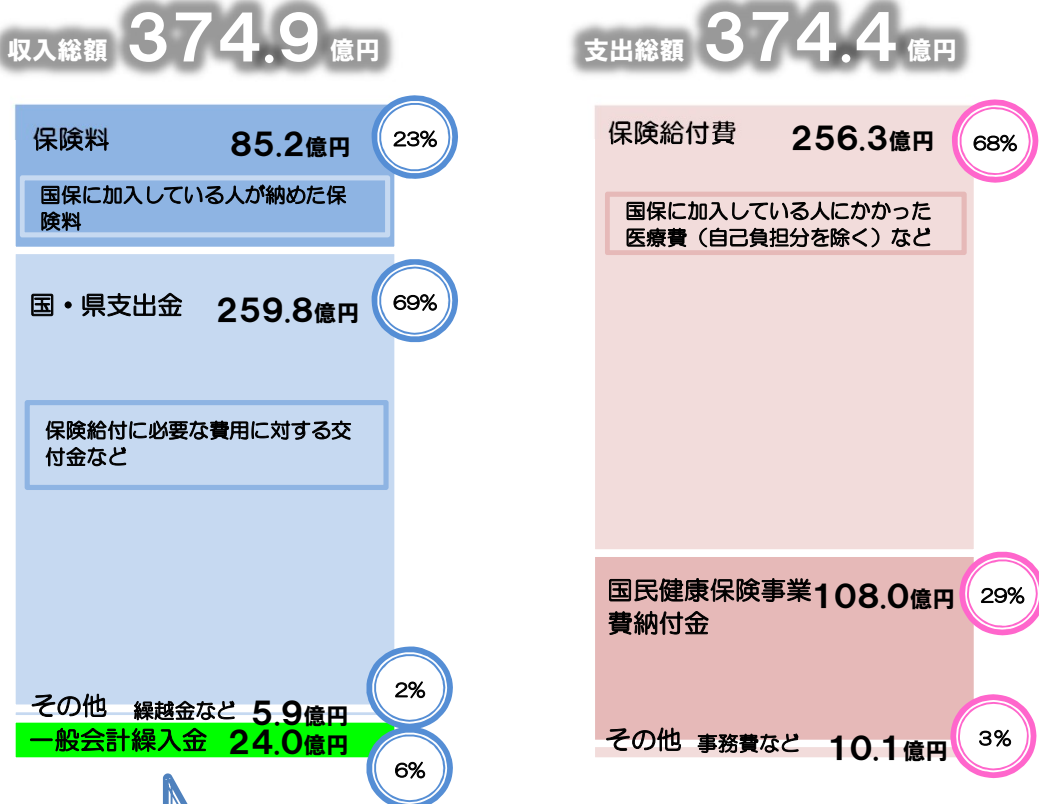 収入総額 374.9 億円
保険料 85.2億円 23%
国保に加入している人が納めた保
険料
国・県支出金 259.8億円 69%
保険給付に必要な費用に対する交
付金など
その他 繰越金など 5.9億円 2%
一般会計繰入金 24.0億円 6%
支出総額 374.4 億円
保険給付費 256.3億円 68%
国保に加入している人にかかった
医療費（自己負担分を除く）など
国民健康保険事業 108.0億円 29%
費納付金
その他 事務費など 10.1億円 3%